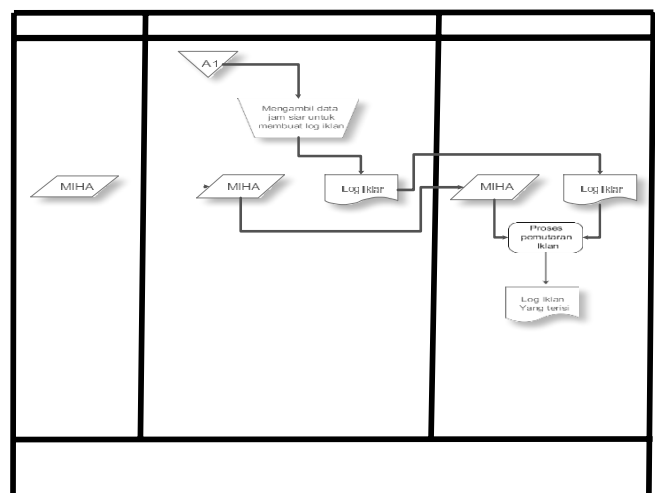 A1
Mengambil data
jam siar untuk
membuat log iklan
MIHA
MIHA
Log Iklan
MIHA
Log Iklan
Proses
pemutaran
Iklan
Log Iklan
Yang terisi